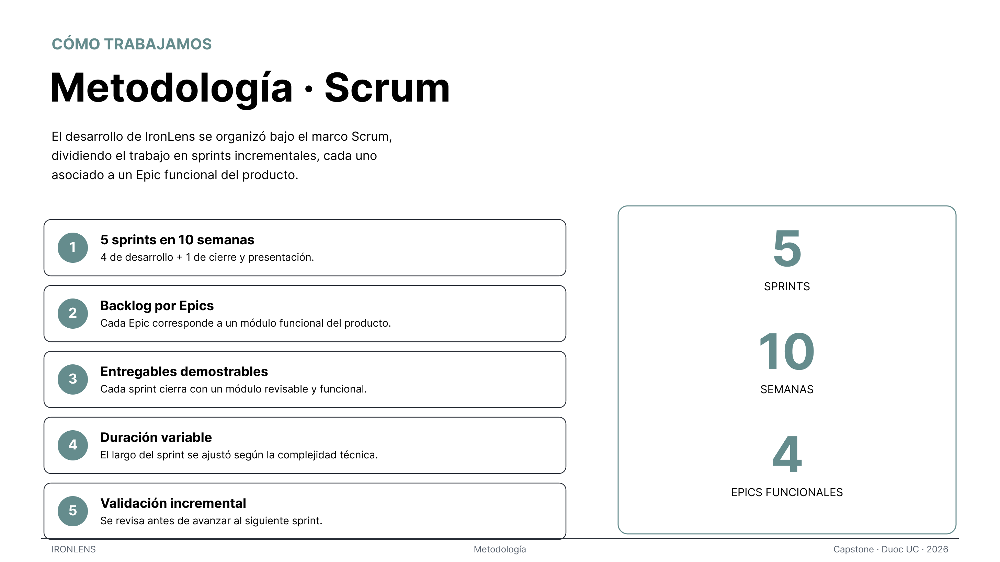 CÓMO TRABAJAMOS
Metodología · Scrum
El desarrollo de IronLens se organizó bajo el marco Scrum,
dividiendo el trabajo en sprints incrementales, cada uno
asociado a un Epic funcional del producto.
1
5 sprints en 10 semanas
4 de desarrollo + 1 de cierre y presentación.
2
Backlog por Epics
Cada Epic corresponde a un módulo funcional del producto.
3
Entregables demostrables
Cada sprint cierra con un módulo revisable y funcional.
4
Duración variable
El largo del sprint se ajustó según la complejidad técnica.
5
Validación incremental
Se revisa antes de avanzar al siguiente sprint.
5
SPRINTS
10
SEMANAS
4
EPICS FUNCIONALES
IRONLENS
Metodología
Capstone · Duoc UC · 2026